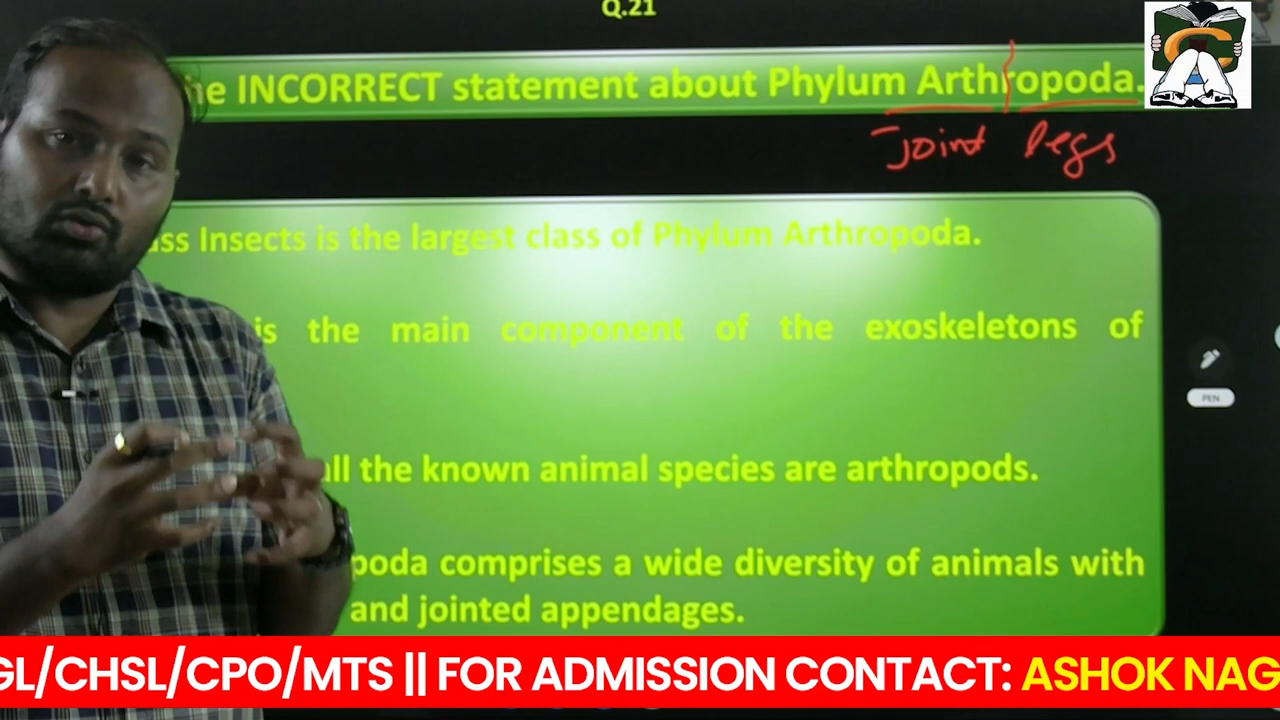 Q.21
he INCORRECT statement about Phylum Arthropoda.
Joint legs
ass Insects is the largest class of Phylum Arthropoda.
is the main component of the exoskeletons of
all the known animal species are arthropods.
poda comprises a wide diversity of animals with
and jointed appendages.
PEN
GL/CHSL/CPO/MTS || FOR ADMISSION CONTACT: ASHOK NAG